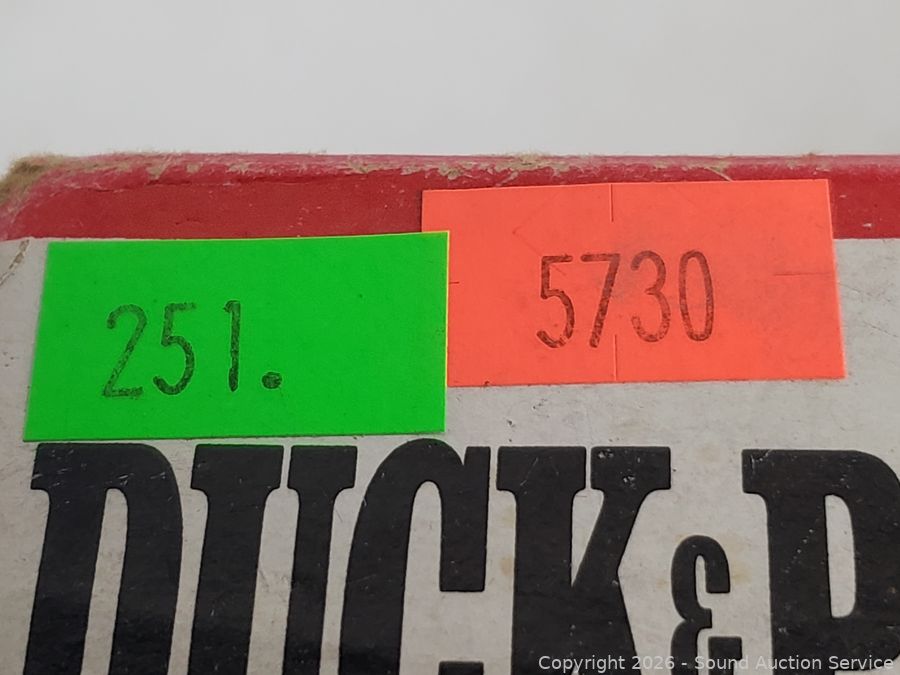 251.
5730
DUCK & P
Copyright 2026 - Sound Auction Service